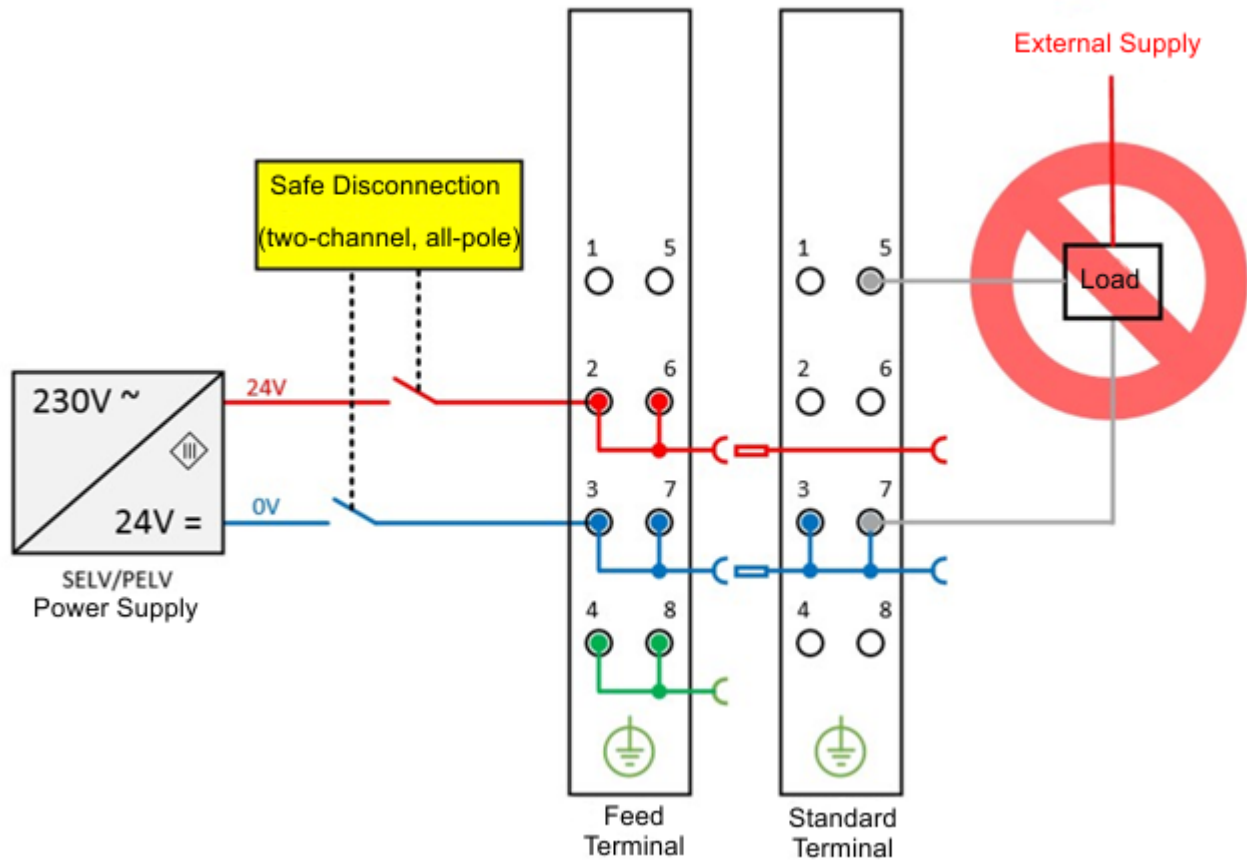 External Supply
Safe Disconnection
(two-channel, all-pole)
1 5
1 5
Load
2 6
2 6
230V ~
24V
III
3 7
3 7
0V
24V =
SELV/PELV
Power Supply
4 8
4 8
Feed
Terminal
Standard
Terminal